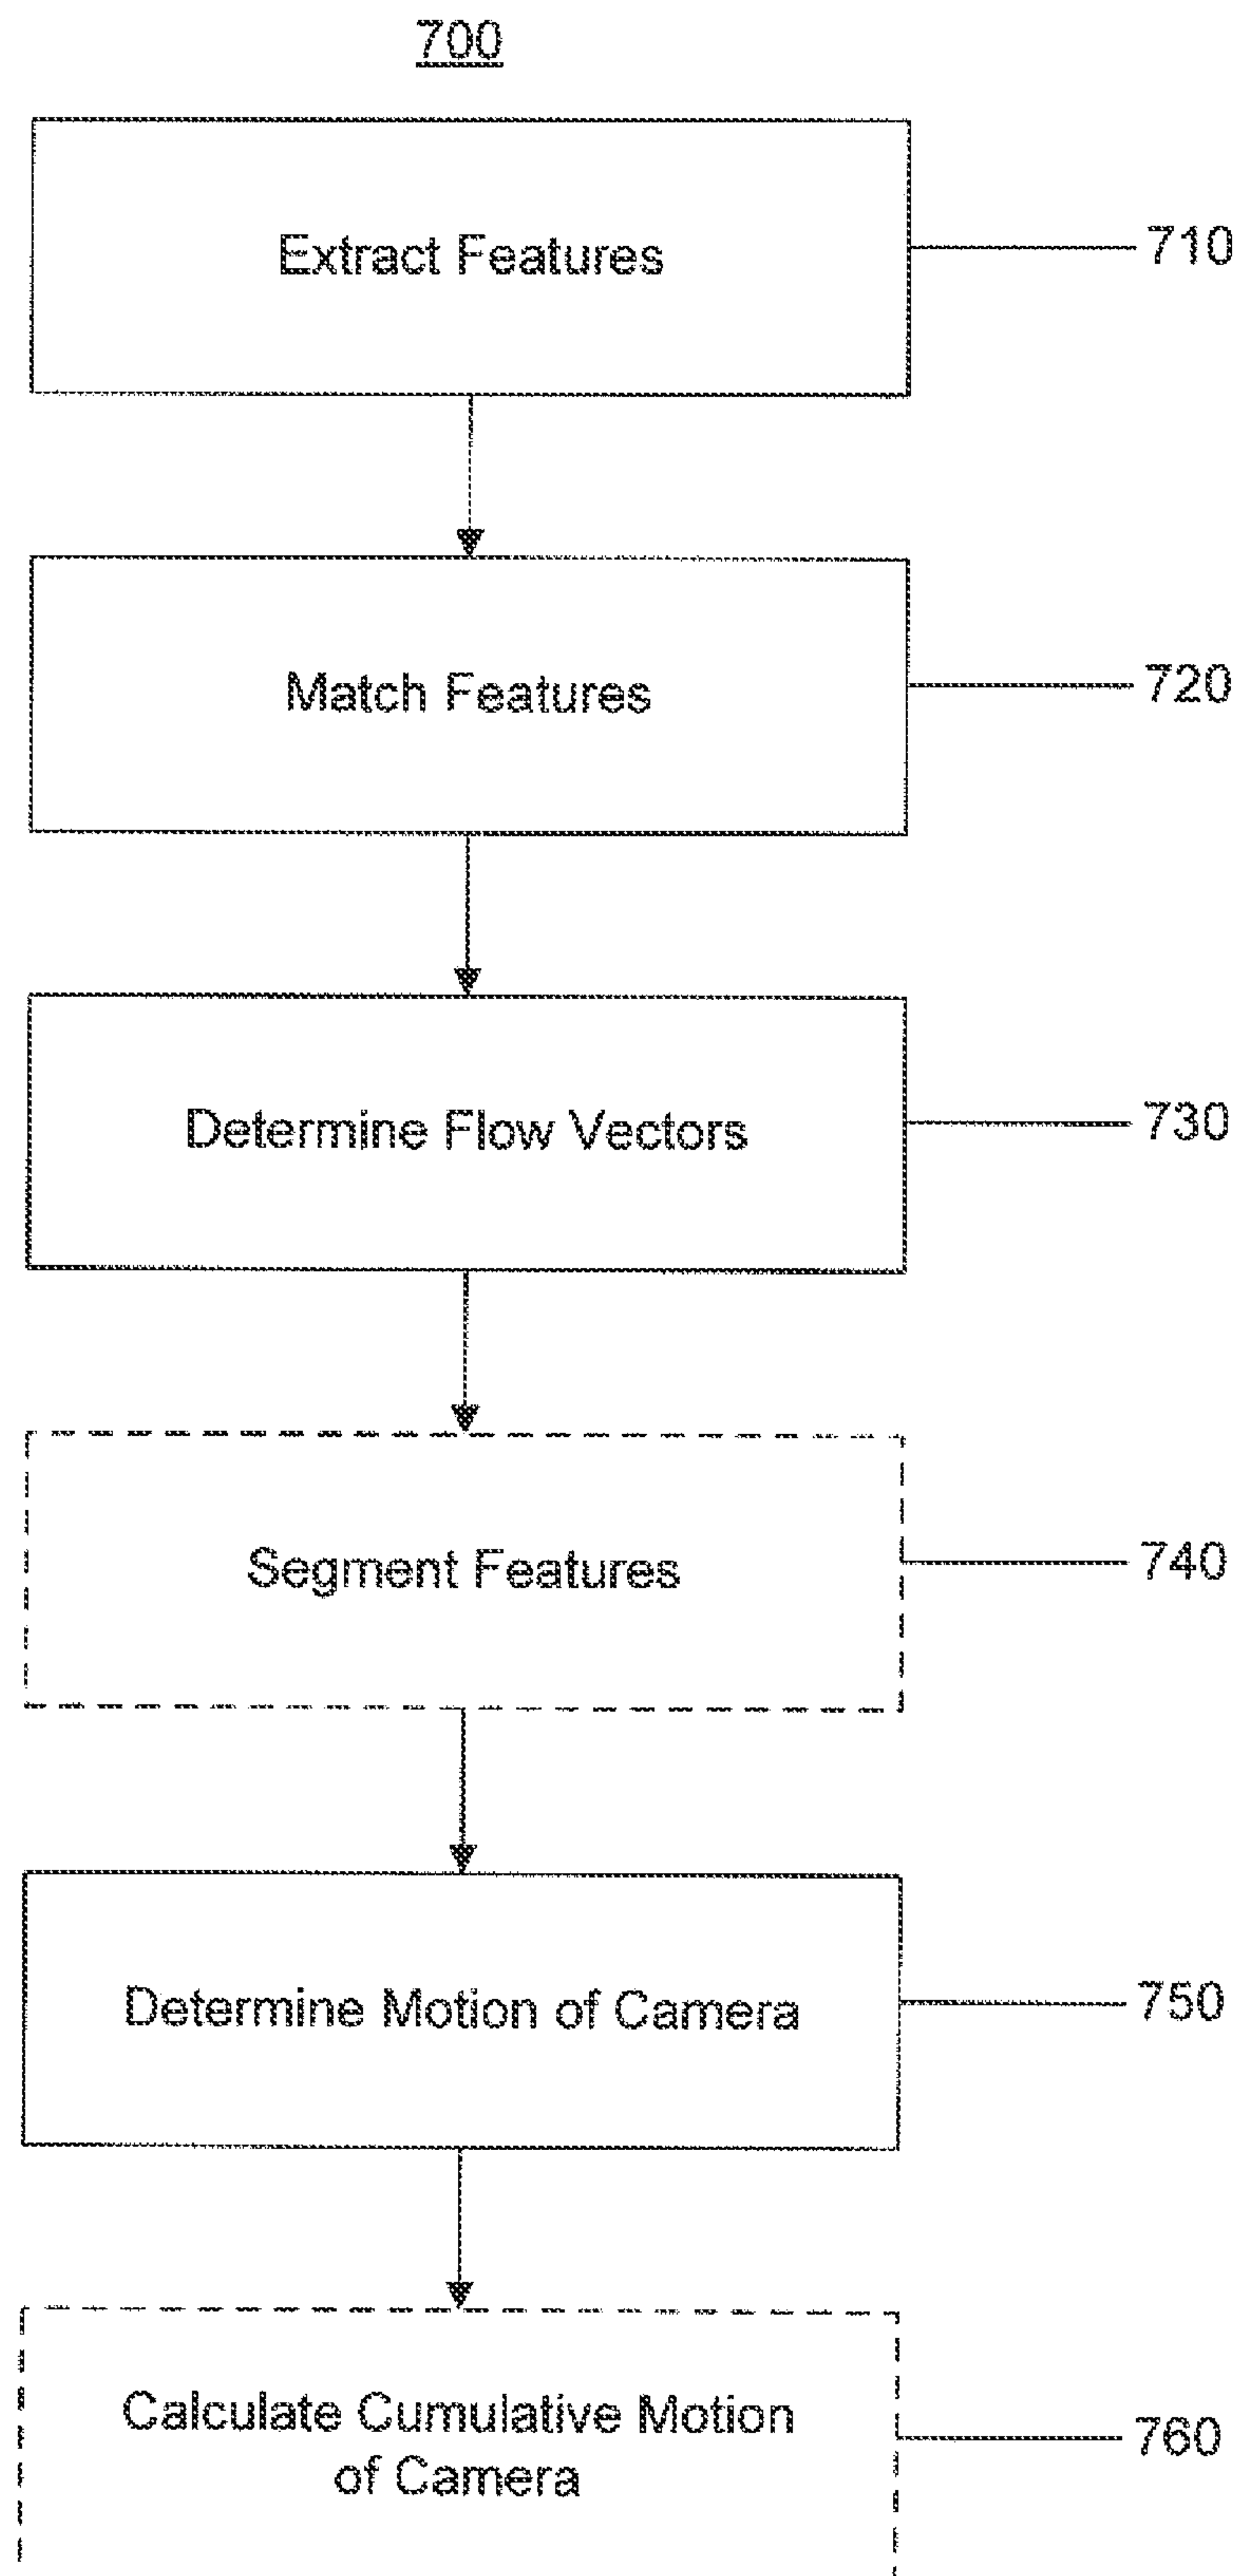 700
Extract Features
710
Match Features
720
Determine Flow Vectors
730
Segment Features
740
Determine Motion of Camera
750
Calculate Cumulative Motion
of Camera
760